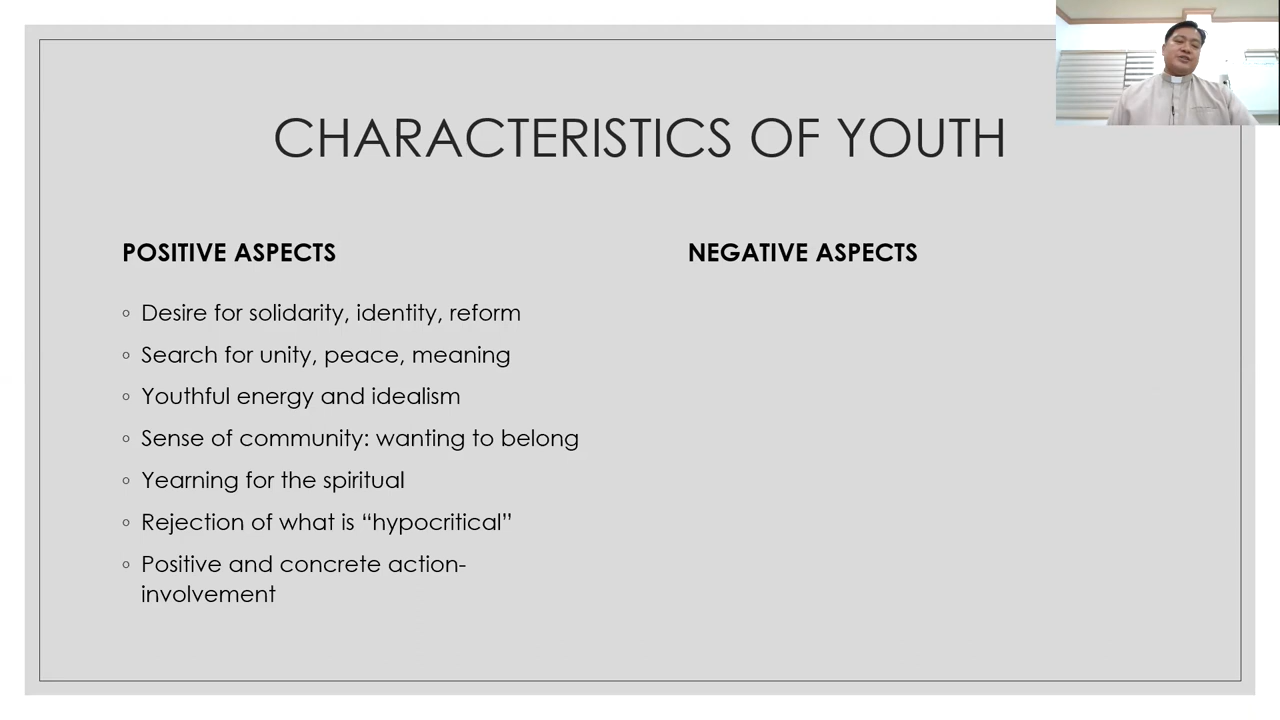 CHARACTERISTICS OF YOUTH
POSITIVE ASPECTS
◦ Desire for solidarity, identity, reform
◦ Search for unity, peace, meaning
◦ Youthful energy and idealism
◦ Sense of community: wanting to belong
◦ Yearning for the spiritual
◦ Rejection of what is “hypocritical”
◦ Positive and concrete action-
involvement
NEGATIVE ASPECTS